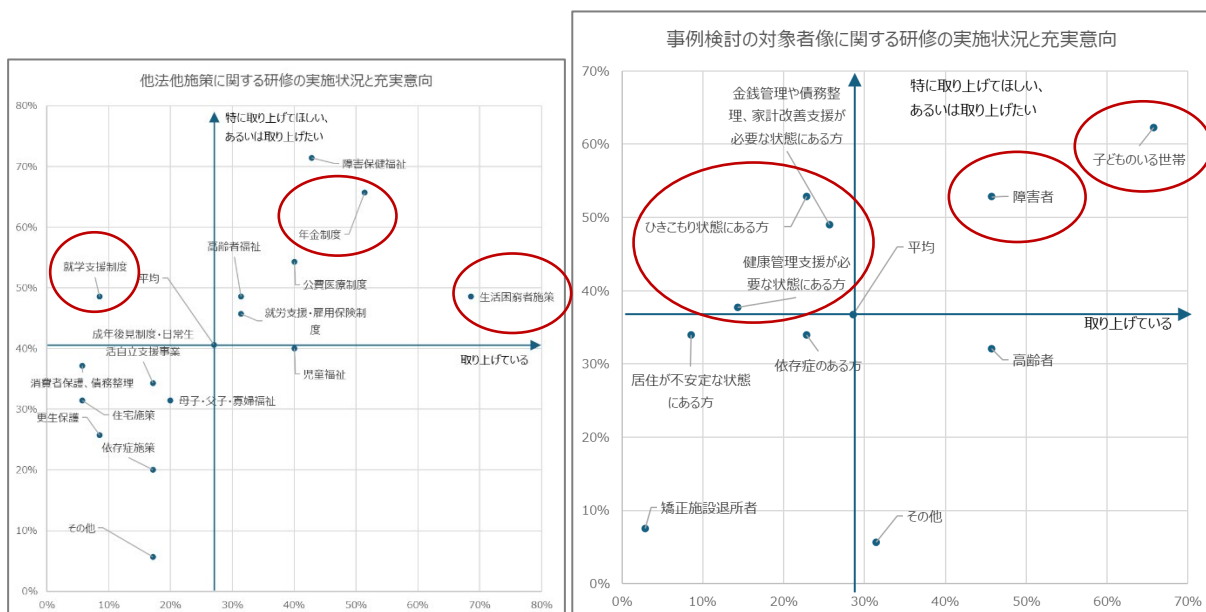 他法他施策に関する研修の実施状況と充実意向
80%
70%
60%
50%
40%
30%
20%
10%
0%
0%
10%
20%
30%
40%
50%
60%
70%
80%
特に取り上げてほしい、
あるいは取り上げたい
障害保健福祉
年金制度
高齢者福祉
就学支援制度
平均
公費医療制度
生活困窮者施策
就労支援・雇用保険制
度
成年後見制度・日常生
活自立支援事業
取り上げている
児童福祉
消費者保護、債務整理
母子・父子・寡婦福祉
住宅施策
更生保護
依存症施策
その他
事例検討の対象者像に関する研修の実施状況と充実意向
70%
60%
50%
40%
30%
20%
10%
0%
0%
10%
20%
30%
40%
50%
60%
70%
特に取り上げてほしい、
あるいは取り上げたい
金銭管理や債務整
理、家計改善支援が
必要な状態にある方
子どものいる世帯
障害者
ひきこもり状態にある方
平均
健康管理支援が必
要な状態にある方
取り上げている
居住が不安定な状態
にある方
依存症のある方
高齢者
矯正施設退所者
その他